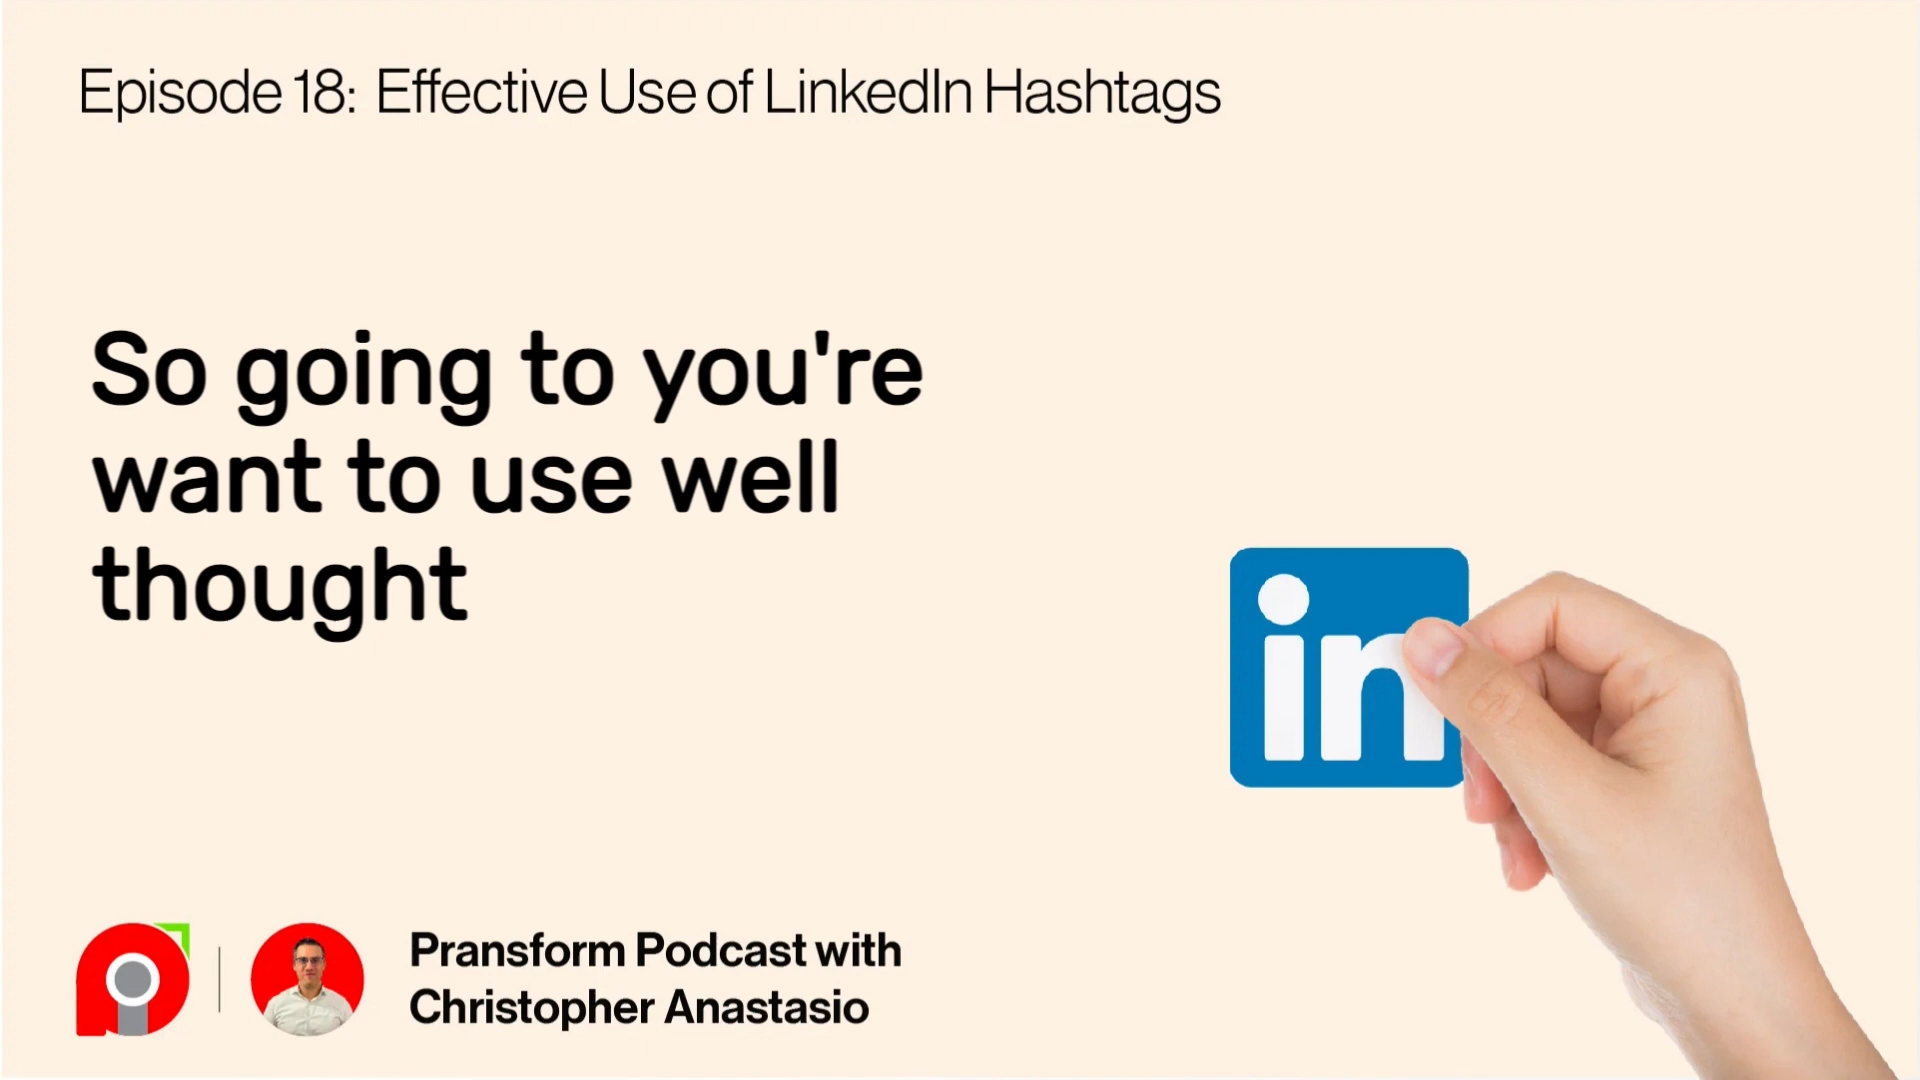 Episode 18: Effective Use of LinkedIn Hashtags
So going to you're
want to use well
thought
in
Pransform Podcast with
Christopher Anastasio